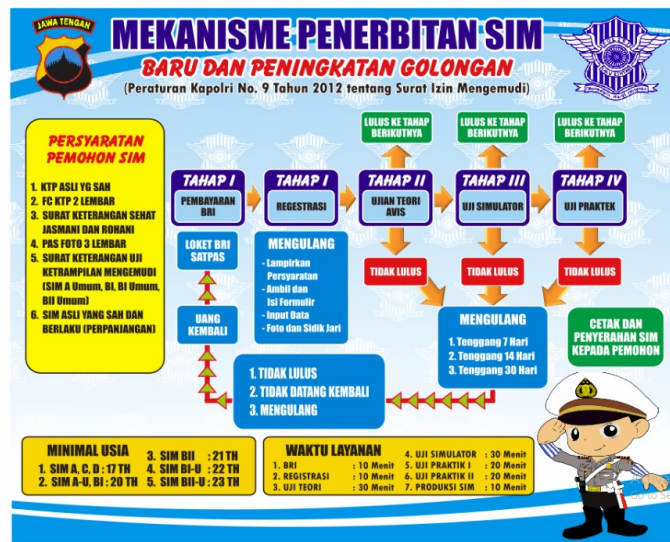 JAWA TENGAH
MEKANISME PENERBITAN SIM
BARU DAN PENINGKATAN GOLONGAN
(Peraturan Kapolri No. 9 Tahun 2012 tentang Surat Izin Mengemudi)
PERSYARATAN
PEMOHON SIM
1. KTP ASLI YG SAH
2. FC KTP 2 LEMBAR
3. SURAT KETERANGAN SEHAT
JASMANI DAN ROHANI
4. PAS FOTO 3 LEMBAR
5. SURAT KETERANGAN UJI
KETRAMPILAN MENGEMUDI
(SIM A Umum, BI, BI Umum,
BII Umum)
6. SIM ASLI YANG SAH DAN
BERLAKU (PERPANJANGAN)
LULUS KE TAHAP
BERIKUTNYA
LULUS KE TAHAP
BERIKUTNYA
LULUS KE TAHAP
BERIKUTNYA
TAHAP I
PEMBAYARAN
BRI
TAHAP I
REGESTRASI
TAHAP II
UJIAN TEORI
AVIS
TAHAP III
UJI SIMULATOR
TAHAP IV
UJI PRAKTEK
LOKET BRI
SATPAS
MENGULANG
- Lampirkan
Persyaratan
- Ambil dan
Isi Formulir
- Input Data
- Foto dan Sidik Jari
TIDAK LULUS
TIDAK LULUS
TIDAK LULUS
UANG
KEMBALI
MENGULANG
1. Tenggang 7 Hari
2. Tenggang 14 Hari
3. Tenggang 30 Hari
CETAK DAN
PENYERAHAN SIM
KEPADA PEMOHON
1. TIDAK LULUS
2. TIDAK DATANG KEMBALI
3. MENGULANG
MINIMAL USIA
1. SIM A, C, D : 17 TH
2. SIM A-U, BI : 20 TH
3. SIM BII : 21 TH
4. SIM BI-U : 22 TH
5. SIM BII-U : 23 TH
WAKTU LAYANAN
1. BRI : 10 Menit
2. REGISTRASI : 10 Menit
3. UJI TEORI : 30 Menit
4. UJI SIMULATOR : 30 Menit
5. UJI PRAKTIK I : 20 Menit
6. UJI PRAKTIK II : 20 Menit
7. PRODUKSI SIM : 10 Menit